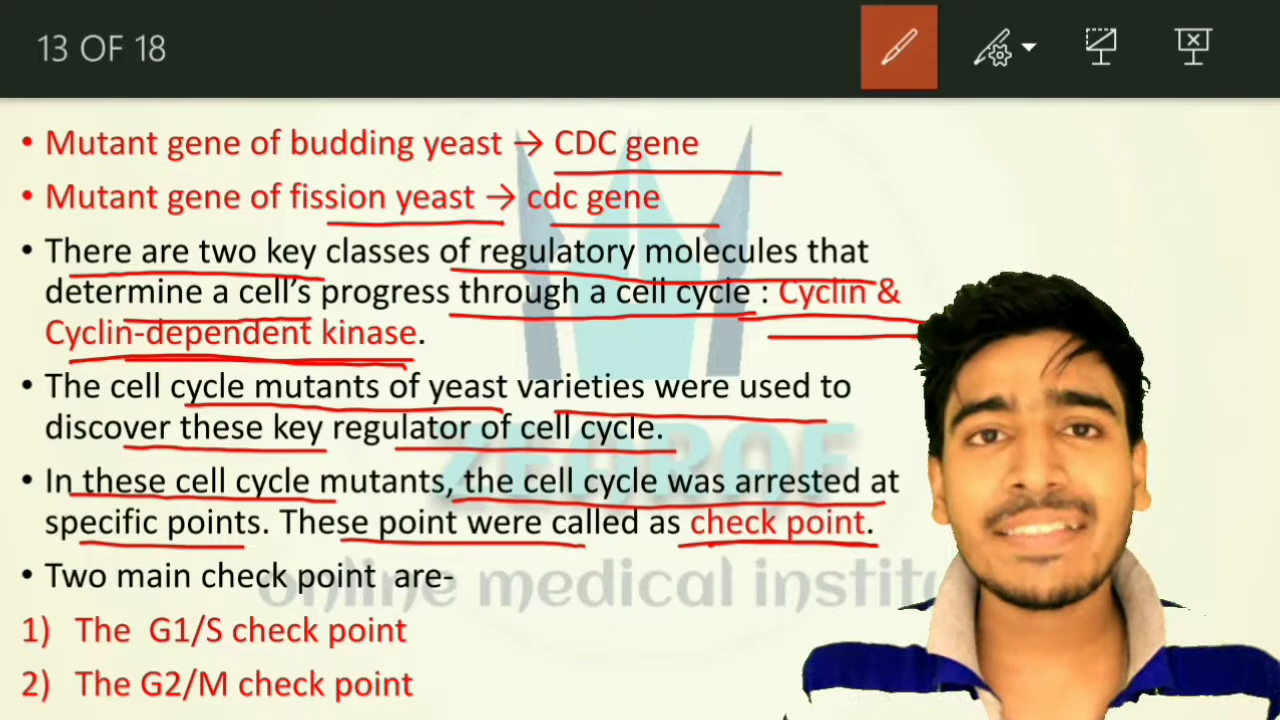 13 OF 18
• Mutant gene of budding yeast → CDC gene
• Mutant gene of fission yeast → cdc gene
• There are two key classes of regulatory molecules that
determine a cell’s progress through a cell cycle : Cyclin &
Cyclin-dependent kinase.
• The cell cycle mutants of yeast varieties were used to
discover these key regulator of cell cycle.
• In these cell cycle mutants, the cell cycle was arrested at
specific points. These point were called as check point.
• Two main check point are-
online medical
1) The G1/S check point
2) The G2/M check point